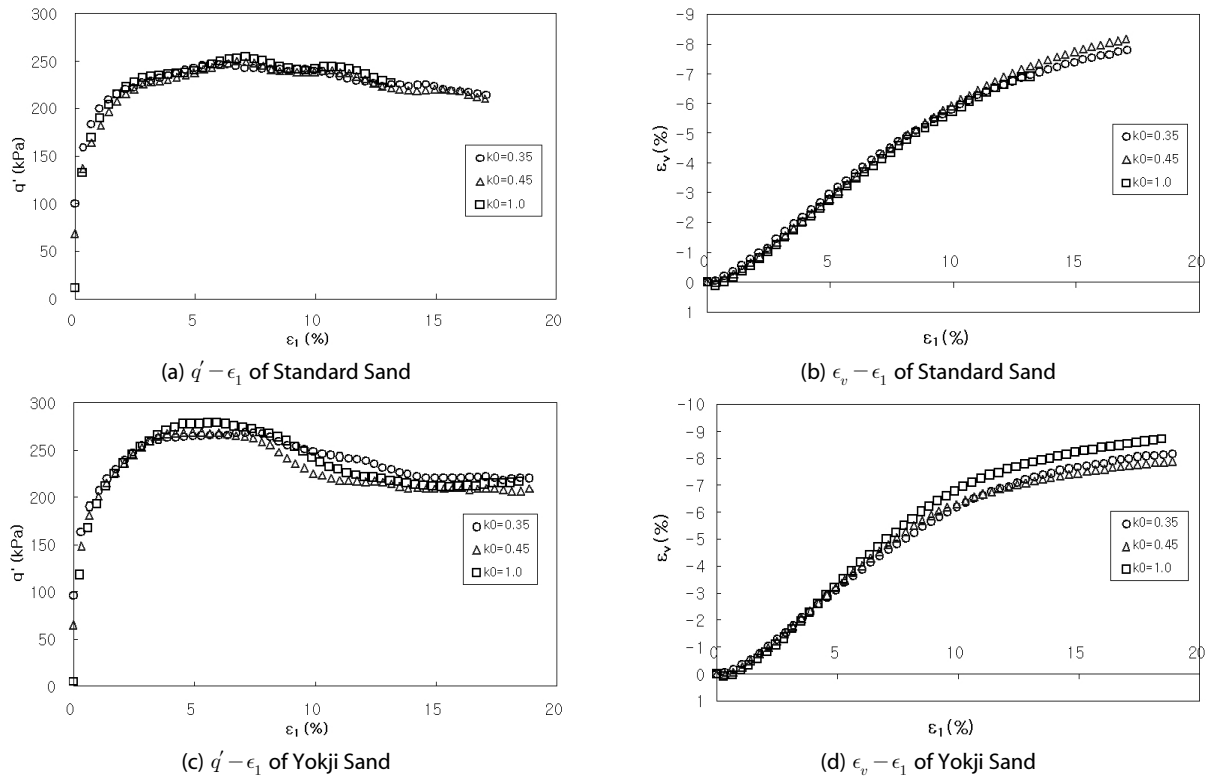 300
250
200
150
100
50
0
q' (kPa)
k0=0.35
k0=0.45
k0=1.0
0 5 10 15 20
ε1 (%)
(a) q′ − ϵ1 of Standard Sand
-9
-8
-7
-6
-5
-4
-3
-2
-1
0
1
εv (%)
k0=0.35
k0=0.45
k0=1.0
0 5 10 15 20
ε1 (%)
(b) ϵv − ϵ1 of Standard Sand
300
250
200
150
100
50
0
q' (kPa)
k0=0.35
k0=0.45
k0=1.0
0 5 10 15 20
ε1 (%)
(c) q′ − ϵ1 of Yokji Sand
-10
-9
-8
-7
-6
-5
-4
-3
-2
-1
0
1
εv (%)
k0=0.35
k0=0.45
k0=1.0
0 5 10 15 20
ε1 (%)
(d) ϵv − ϵ1 of Yokji Sand